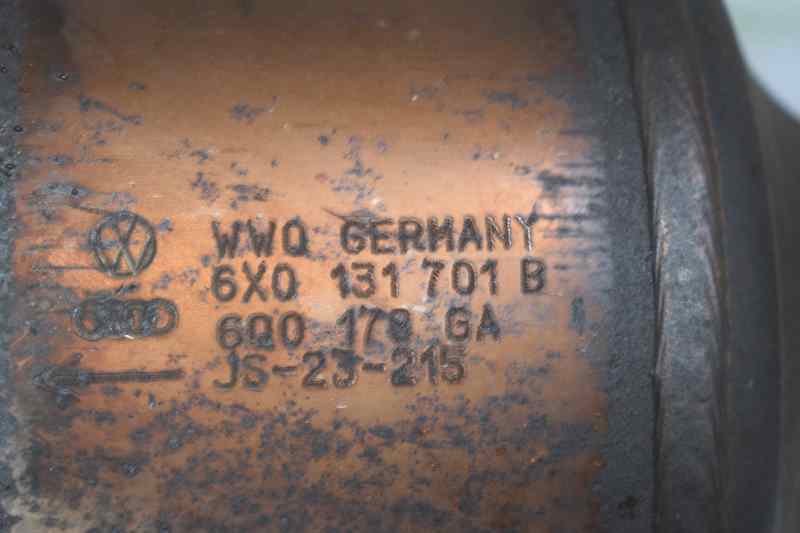 WWQ GERMANY
6X0 131 701 B
6Q0 178 GA
JS-23-215